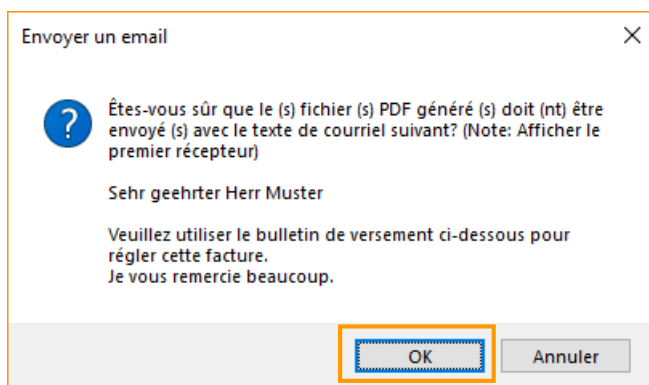 Envoyer un email
Êtes-vous sûr que le (s) fichier (s) PDF généré (s) doit (nt) être
envoyé (s) avec le texte de courriel suivant? (Note: Afficher le
premier récepteur)
Sehr geehrter Herr Muster
Veuillez utiliser le bulletin de versement ci-dessous pour
régler cette facture.
Je vous remercie beaucoup.
OK
Annuler